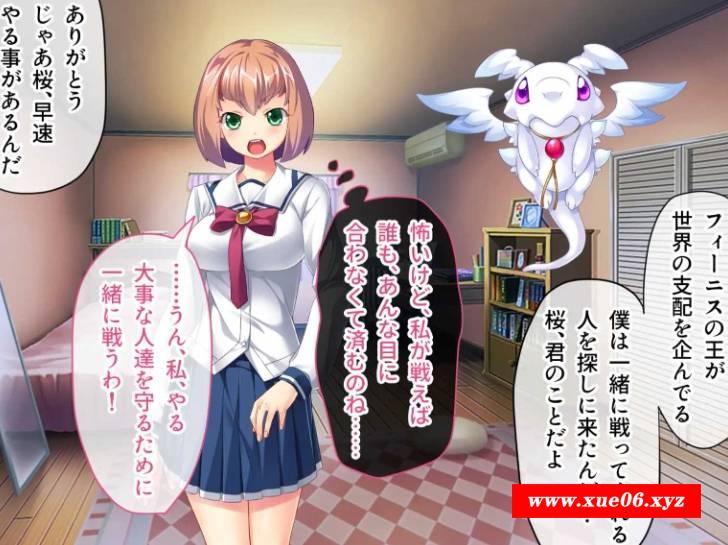 フィーニスの王が
世界の支配を企んでる
僕は一緒に戦って
れる
人を探しに来たん
桜、君のことだよ
怖いけど、私が戦えば
誰も、あんな目に
合わなくて済むのね……
……うん、私、やる
大事な人達を守るために
一緒に戦うわ！
ありがとう
じゃあ桜、早速
やる事があるんだ
www.xue06.xyz